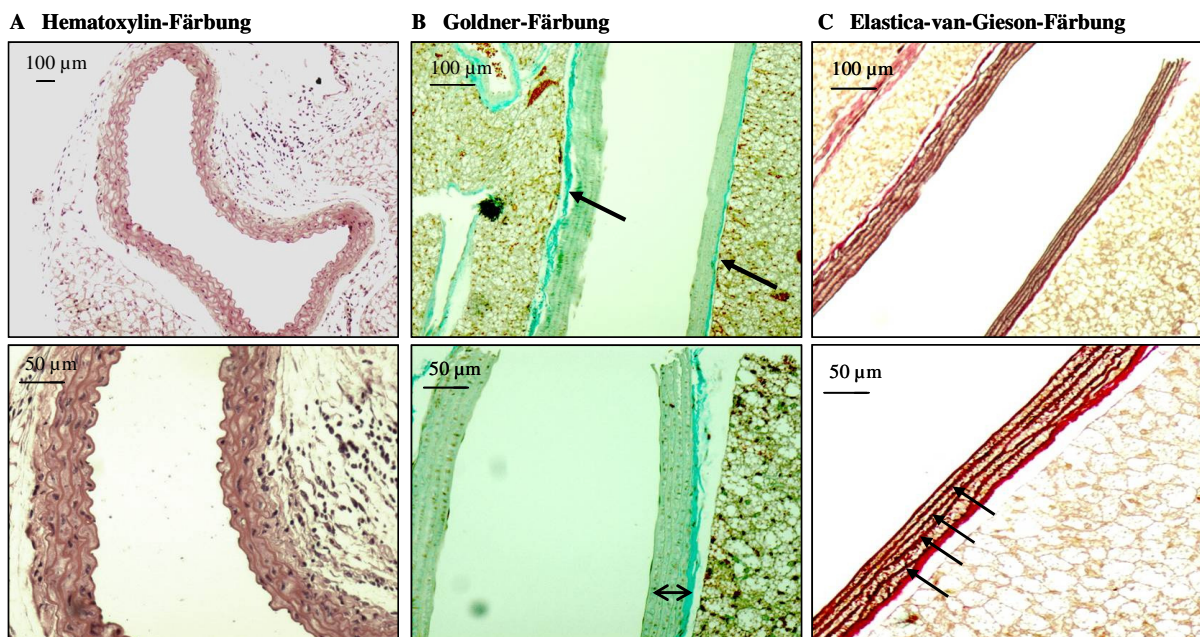 A Hematoxylin-Färbung
B Goldner-Färbung
C Elastica-van-Gieson-Färbung
100 µm
100 µm
100 µm
50 µm
50 µm
50 µm